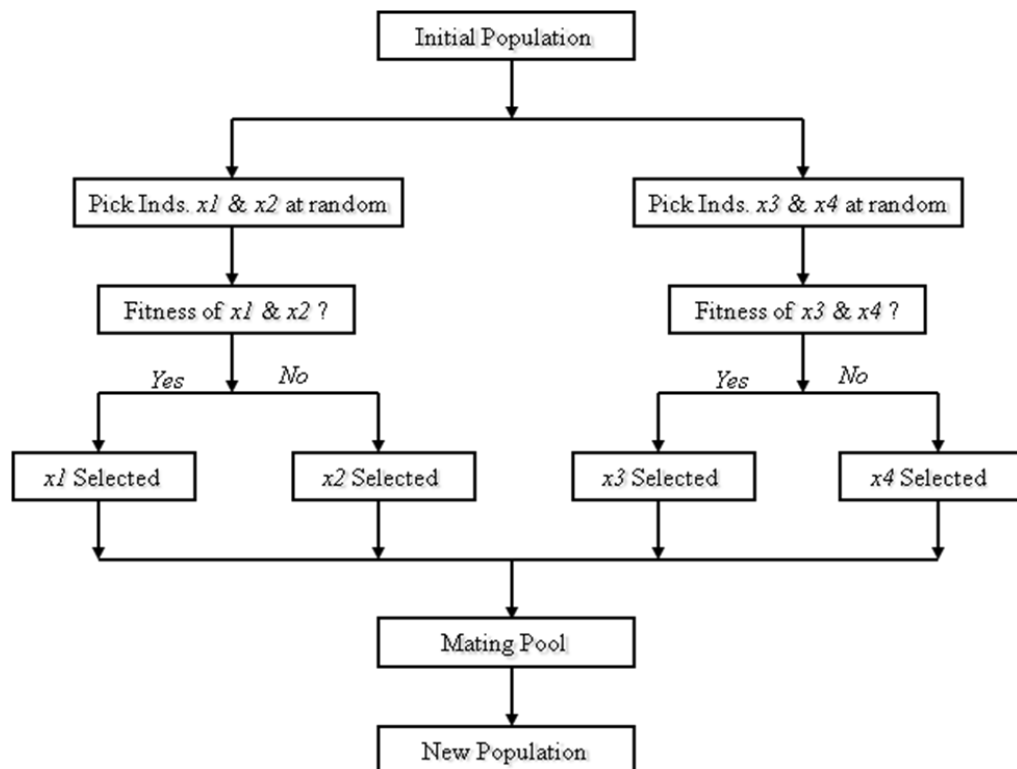 Initial Population
Pick Inds. x1 & x2 at random
Pick Inds. x3 & x4 at random
Fitness of x1 & x2 ?
Fitness of x3 & x4 ?
Yes
No
Yes
No
x1 Selected
x2 Selected
x3 Selected
x4 Selected
Mating Pool
New Population